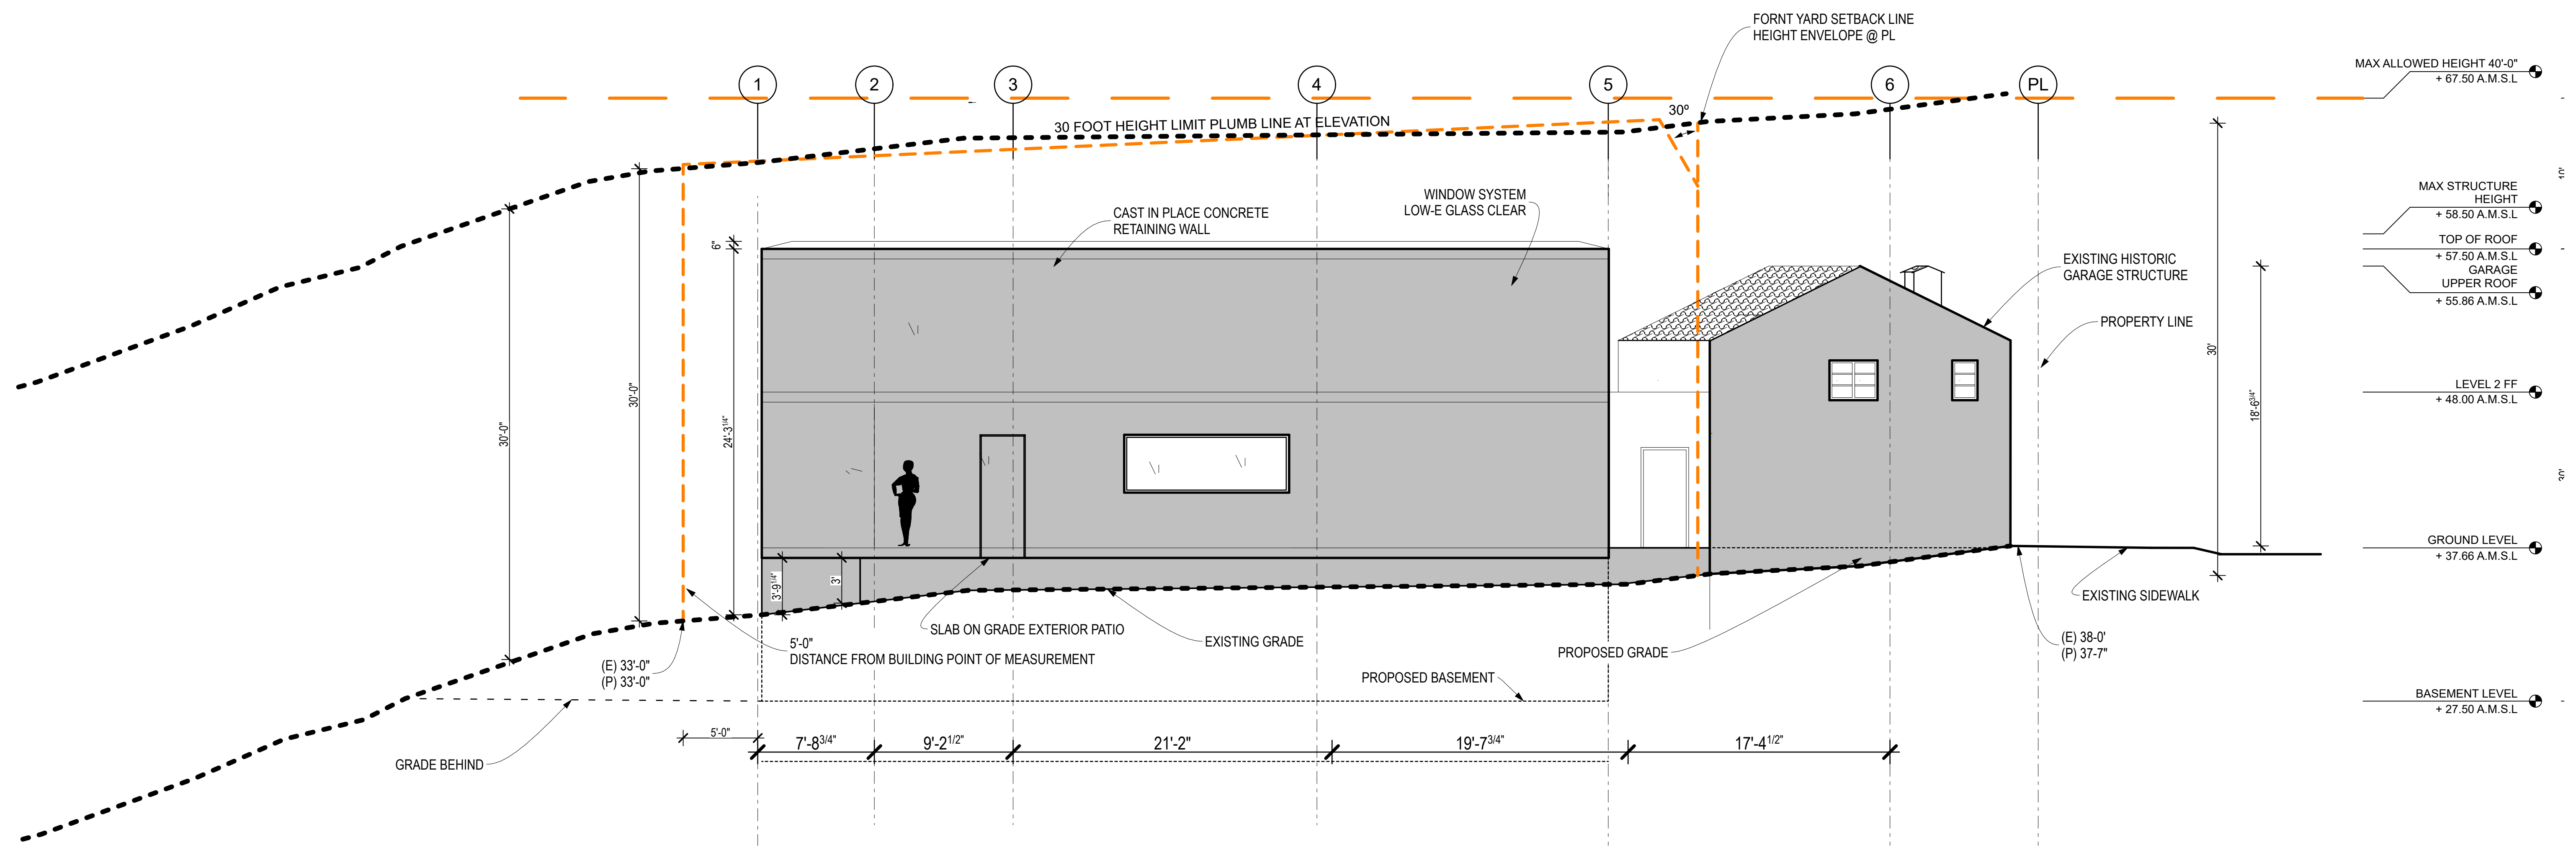 FORNT YARD SETBACK LINE
HEIGHT ENVELOPE @ PL
1
2
3
4
5
6
PL
30º
30 FOOT HEIGHT LIMIT PLUMB LINE AT ELEVATION
MAX ALLOWED HEIGHT 40'-0"
+ 67.50 A.M.S.L
MAX STRUCTURE
HEIGHT
+ 58.50 A.M.S.L
TOP OF ROOF
+ 57.50 A.M.S.L
GARAGE
UPPER ROOF
+ 55.86 A.M.S.L
LEVEL 2 FF
+ 48.00 A.M.S.L
GROUND LEVEL
+ 37.66 A.M.S.L
BASEMENT LEVEL
+ 27.50 A.M.S.L
10'
30'
WINDOW SYSTEM
LOW-E GLASS CLEAR
CAST IN PLACE CONCRETE
RETAINING WALL
EXISTING HISTORIC
GARAGE STRUCTURE
PROPERTY LINE
6"
30'-0"
30'-0"
24'-3 1/4"
3'-9 1/4"
3'
30'
18'-6 3/4"
SLAB ON GRADE EXTERIOR PATIO
EXISTING GRADE
5'-0"
DISTANCE FROM BUILDING POINT OF MEASUREMENT
(E) 33'-0"
(P) 33'-0"
PROPOSED GRADE
PROPOSED BASEMENT
EXISTING SIDEWALK
(E) 38-0'
(P) 37-7"
GRADE BEHIND
5'-0"
7'-8 3/4"
9'-2 1/2"
21'-2"
19'-7 3/4"
17'-4 1/2"